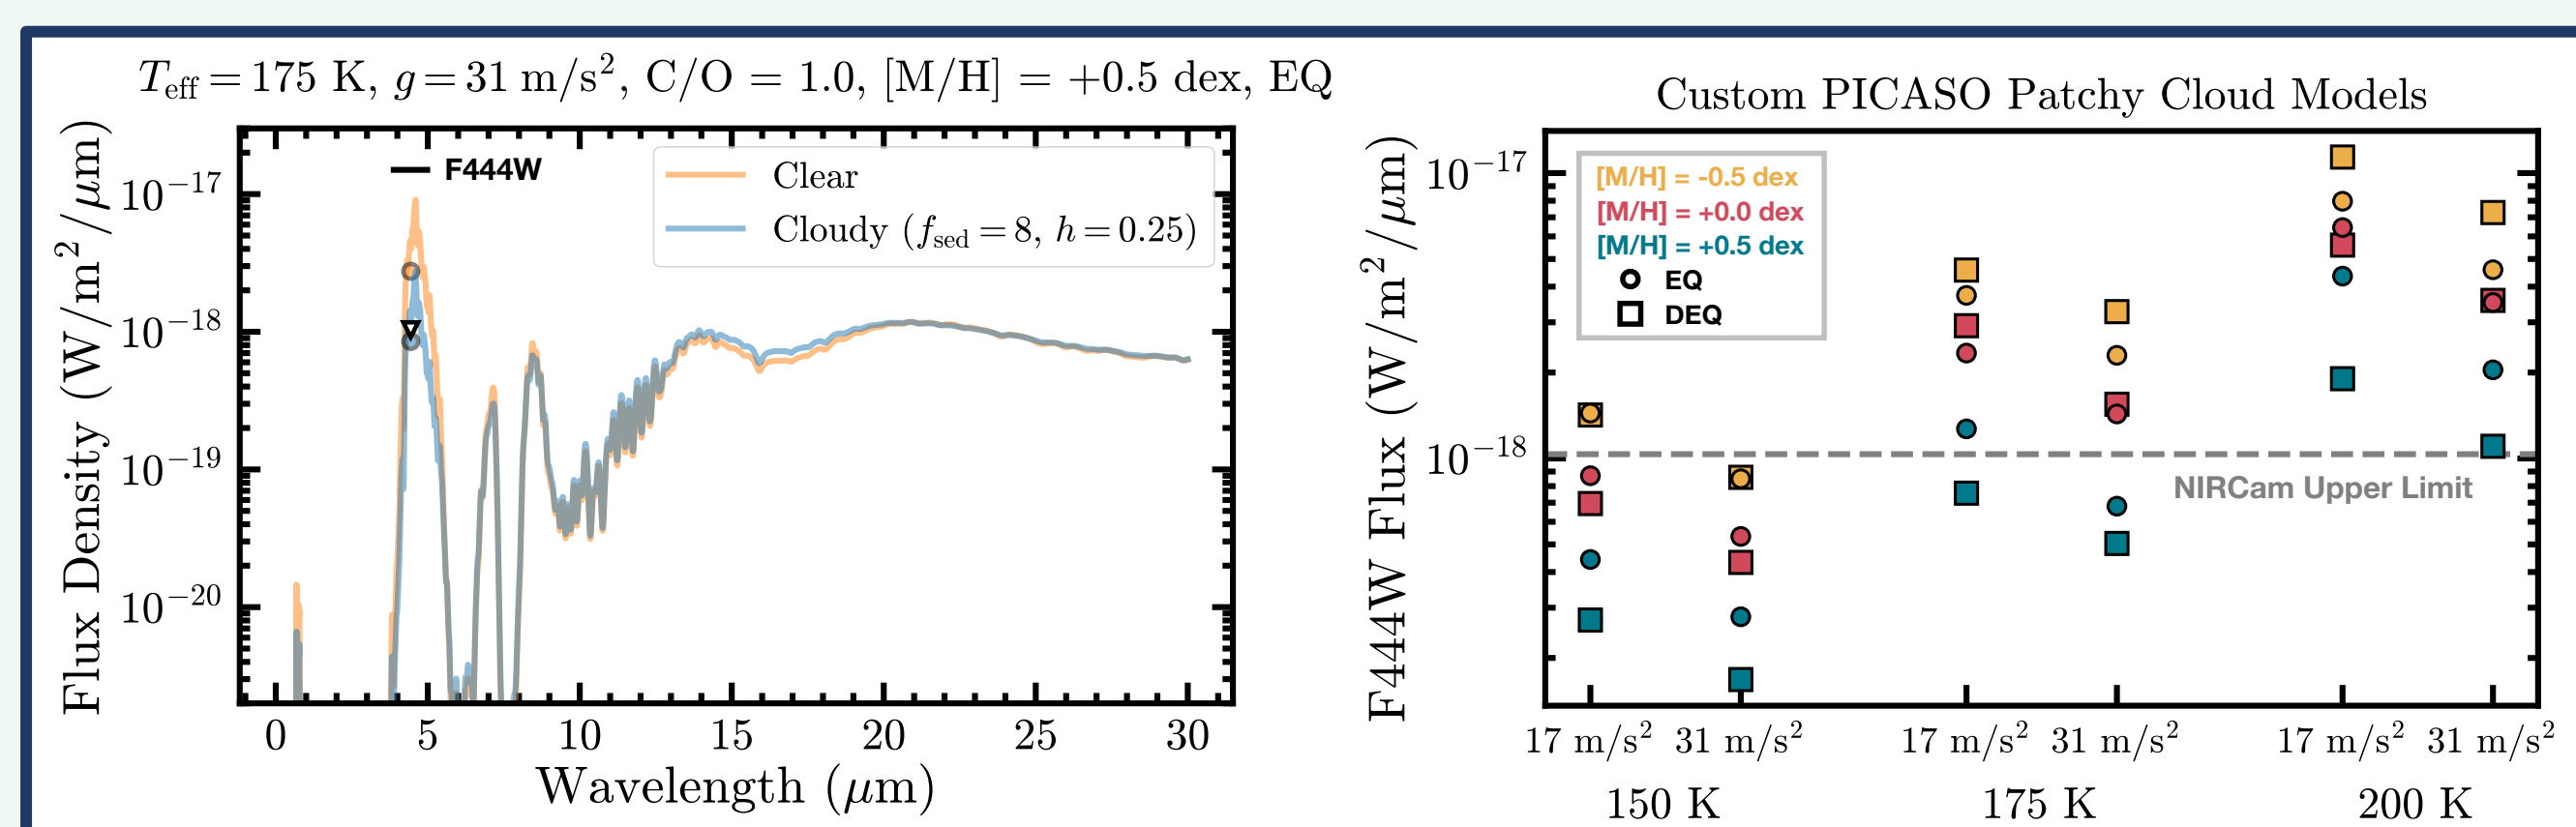 T_eff = 175 K, g = 31 m/s², C/O = 1.0, [M/H] = +0.5 dex, EQ
Flux Density (W/m²/μm)
10⁻¹⁷
10⁻¹⁸
10⁻¹⁹
10⁻²⁰
F444W
Clear
Cloudy (f_sed = 8, h = 0.25)
0 5 10 15 20 25 30
Wavelength (μm)
Custom PICASO Patchy Cloud Models
F444W Flux (W/m²/μm)
10⁻¹⁷
10⁻¹⁸
[M/H] = -0.5 dex
[M/H] = +0.0 dex
[M/H] = +0.5 dex
EQ
DEQ
NIRCam Upper Limit
17 m/s² 31 m/s² 17 m/s² 31 m/s² 17 m/s² 31 m/s²
150 K 175 K 200 K